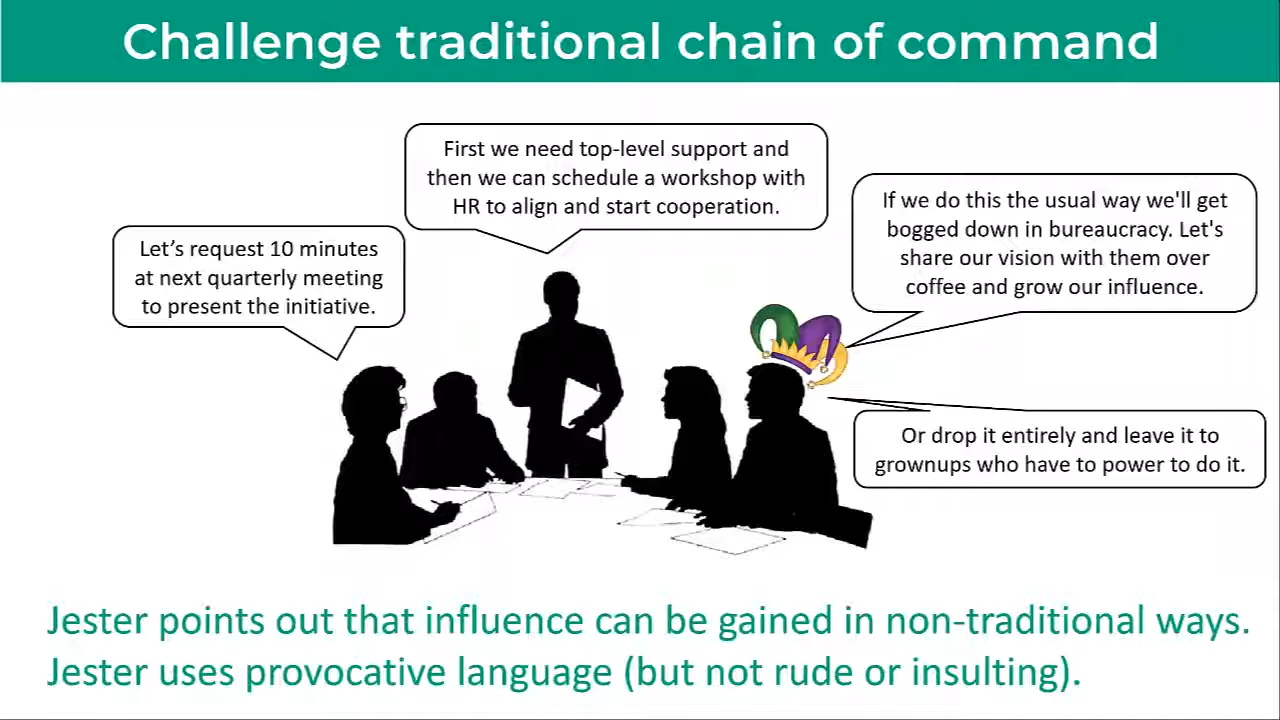 Challenge traditional chain of command
First we need top-level support and
then we can schedule a workshop with
HR to align and start cooperation.
If we do this the usual way we'll get
bogged down in bureaucracy. Let's
share our vision with them over
coffee and grow our influence.
Let’s request 10 minutes
at next quarterly meeting
to present the initiative.
Or drop it entirely and leave it to
grownups who have to power to do it.
Jester points out that influence can be gained in non-traditional ways.
Jester uses provocative language (but not rude or insulting).